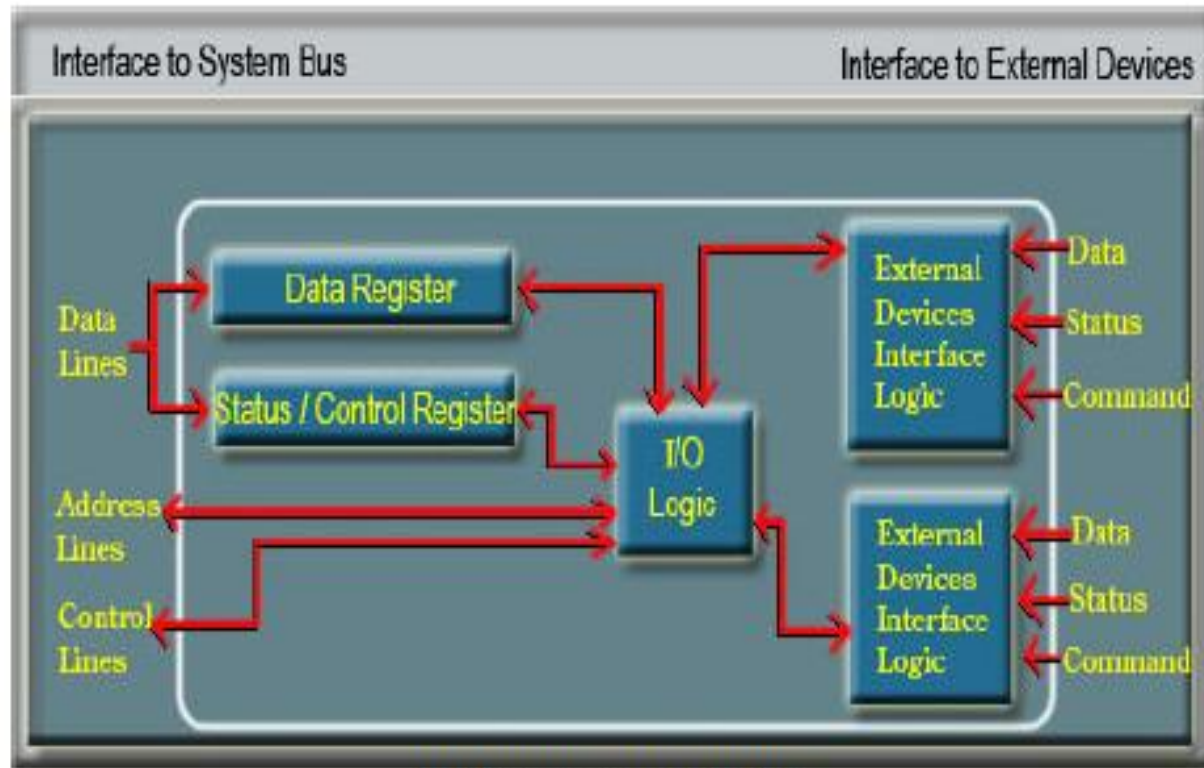 Interface to System Bus
Interface to External Devices
Data
Lines
Address
Lines
Control
Lines
Data Register
Status / Control Register
I/O
Logic
External
Devices
Interface
Logic
Data
Status
Command
External
Devices
Interface
Logic
Data
Status
Command